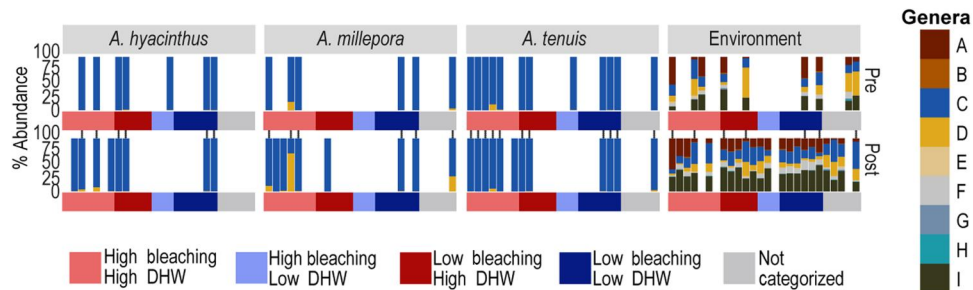 A. hyacinthus A. millepora A. tenuis Environment
Genera
% Abundance
100
75
50
25
0
Pre
100
75
50
25
0
Post
A
B
C
D
E
F
G
H
I
High bleaching High DHW
High bleaching Low DHW
Low bleaching High DHW
Low bleaching Low DHW
Not categorized